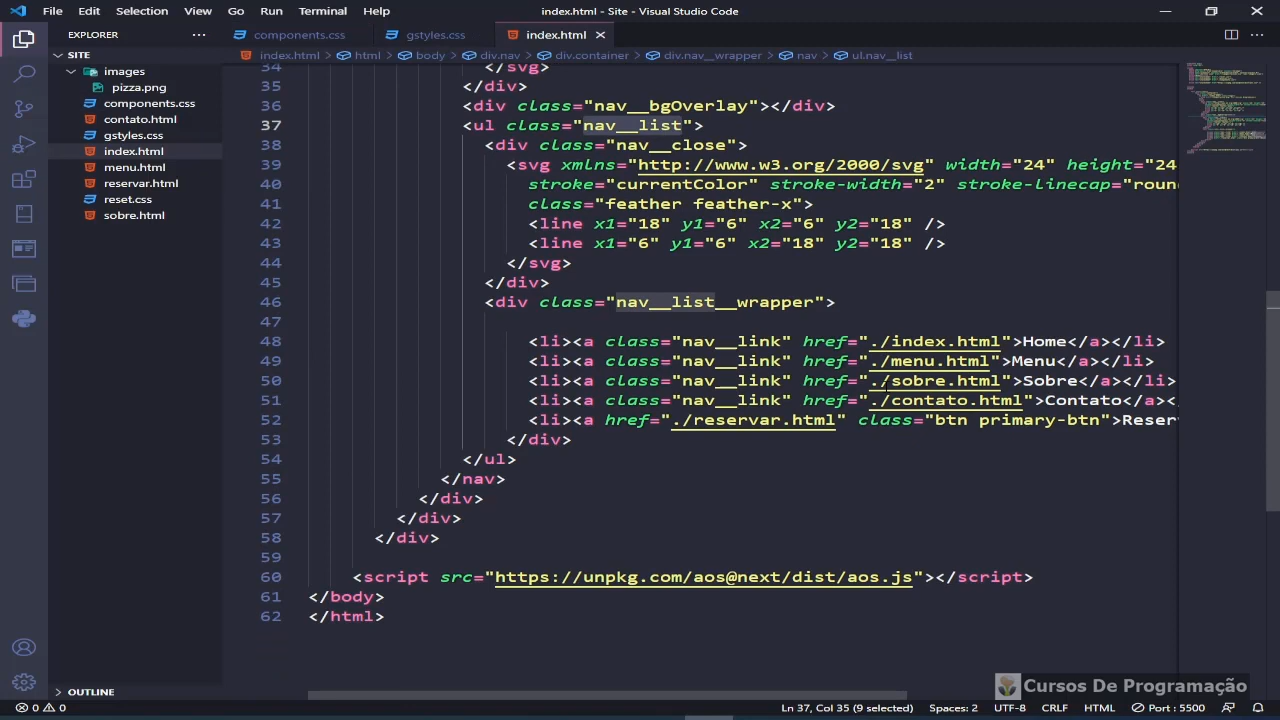 File Edit Selection View Go Run Terminal Help
index.html - Site - Visual Studio Code
EXPLORER
SITE
images
pizza.png
components.css
contato.html
gstyles.css
index.html
menu.html
reservar.html
reset.css
sobre.html
OUTLINE
components.css gstyles.css index.html
index.html > html > body > div.nav > div.container > div.nav__wrapper > nav > ul.nav__list
34 </svg>
35 </div>
36 <div class="nav__bgOverlay"></div>
37 <ul class="nav__list">
38 <div class="nav__close">
39 <svg xmlns="http://www.w3.org/2000/svg" width="24" height="24
40 stroke="currentColor" stroke-width="2" stroke-linecap="roun
41 class="feather feather-x">
42 <line x1="18" y1="6" x2="6" y2="18" />
43 <line x1="6" y1="6" x2="18" y2="18" />
44 </svg>
45 </div>
46 <div class="nav__list__wrapper">
47
48 <li><a class="nav__link" href="./index.html">Home</a></li>
49 <li><a class="nav__link" href="./menu.html">Menu</a></li>
50 <li><a class="nav__link" href="./sobre.html">Sobre</a></li>
51 <li><a class="nav__link" href="./contato.html">Contato</a><
52 <li><a href="./reservar.html" class="btn primary-btn">Reser
53 </div>
54 </ul>
55 </nav>
56 </div>
57 </div>
58 </div>
59
60 <script src="https://unpkg.com/aos@next/dist/aos.js"></script>
61 </body>
62 </html>
Cursos De Programação
0 0
Ln 37, Col 35 (9 selected) Spaces: 2 UTF-8 CRLF HTML Port : 5500